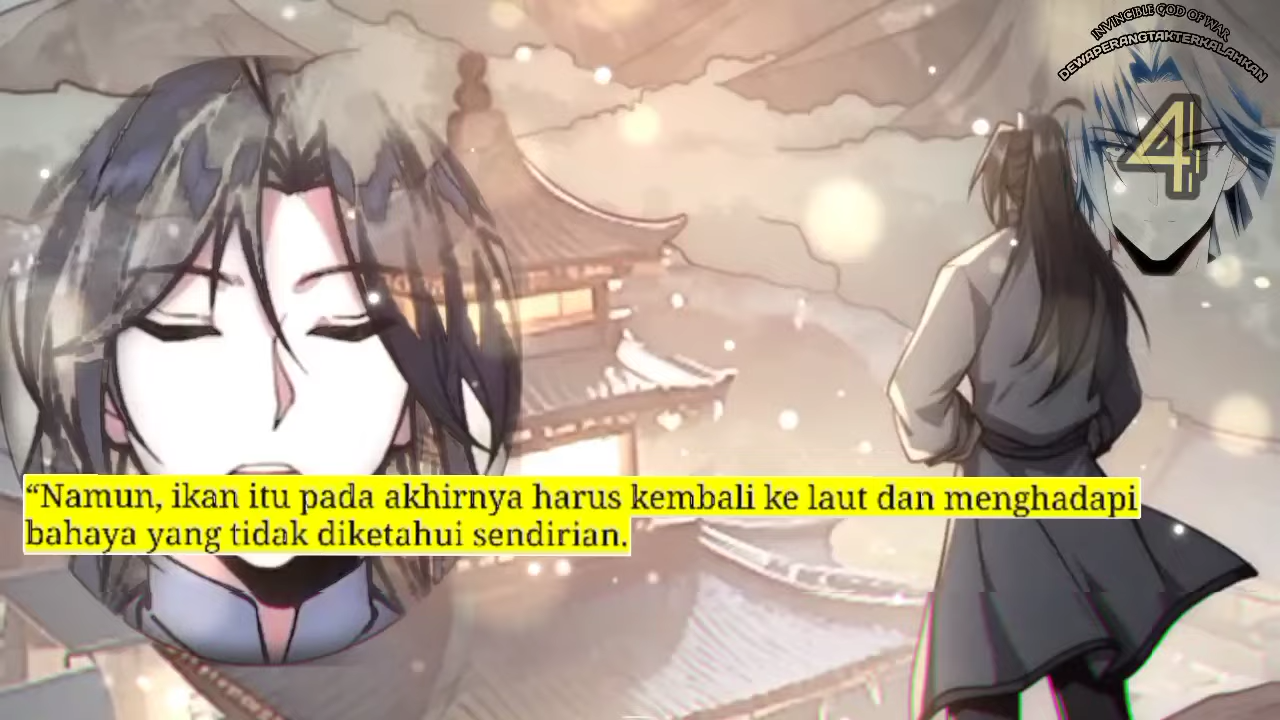 INVINCIBLE GOD OF WAR
DEWAPERANGTAKTERKALAHKAN
4
“Namun, ikan itu pada akhirnya harus kembali ke laut dan menghadapi
bahaya yang tidak diketahui sendirian.